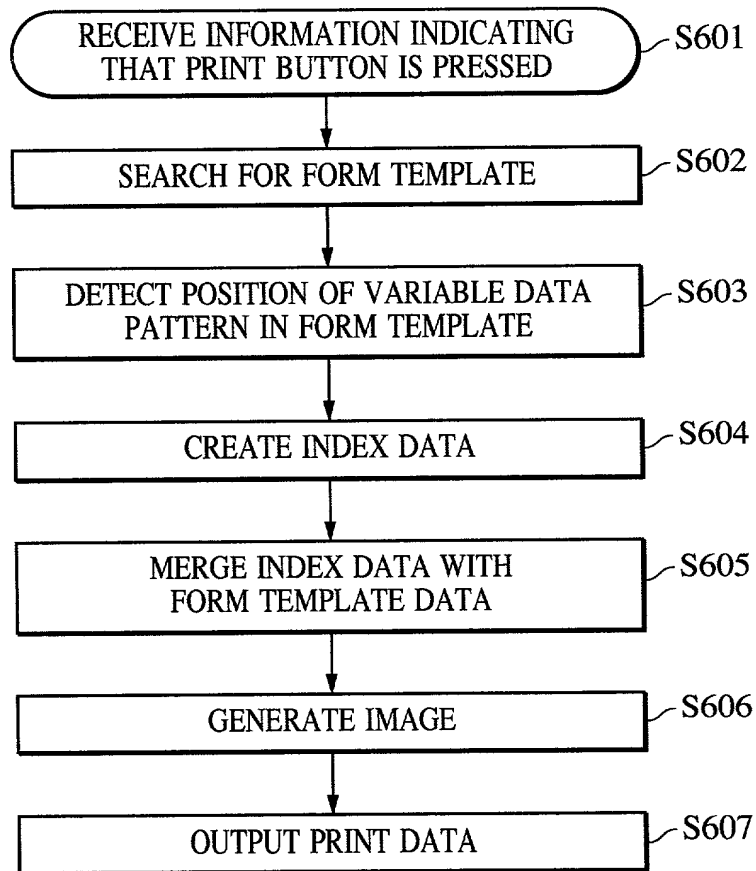 RECEIVE INFORMATION INDICATING
THAT PRINT BUTTON IS PRESSED
S601
SEARCH FOR FORM TEMPLATE
S602
DETECT POSITION OF VARIABLE DATA
PATTERN IN FORM TEMPLATE
S603
CREATE INDEX DATA
S604
MERGE INDEX DATA WITH
FORM TEMPLATE DATA
S605
GENERATE IMAGE
S606
OUTPUT PRINT DATA
S607